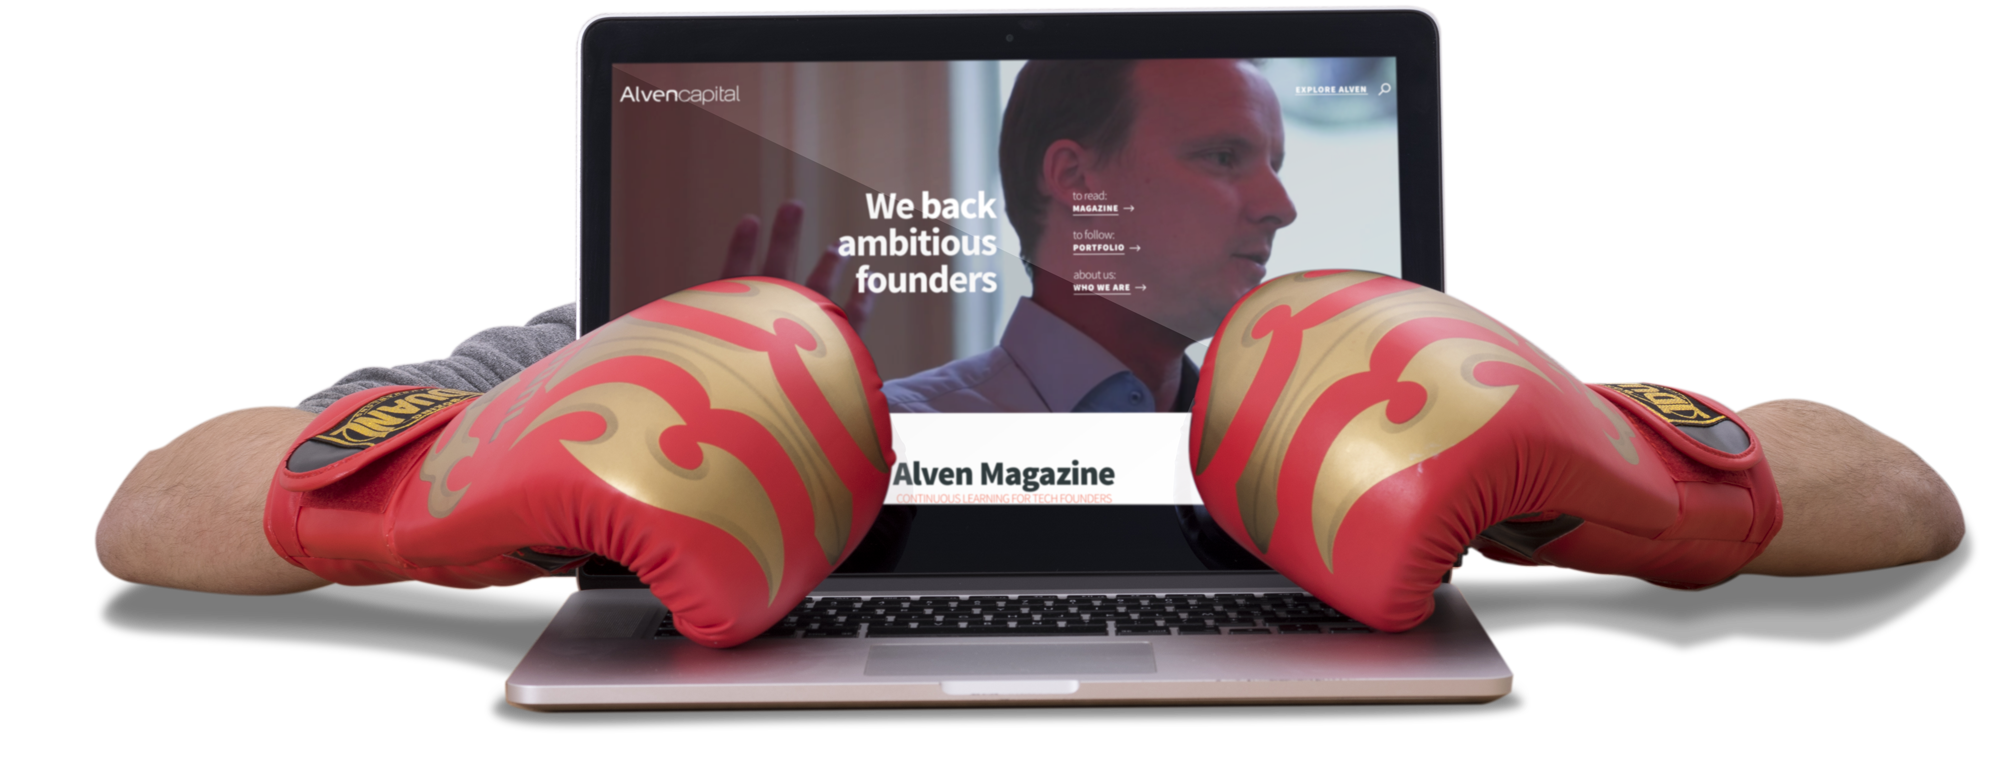 Alvencapital
EXPLORE ALVEN
We back
ambitious
founders
to read:
MAGAZINE →
to follow:
PORTFOLIO →
about us:
WHO WE ARE →
Alven Magazine
CONTINUOUS LEARNING FOR TECH FOUNDERS